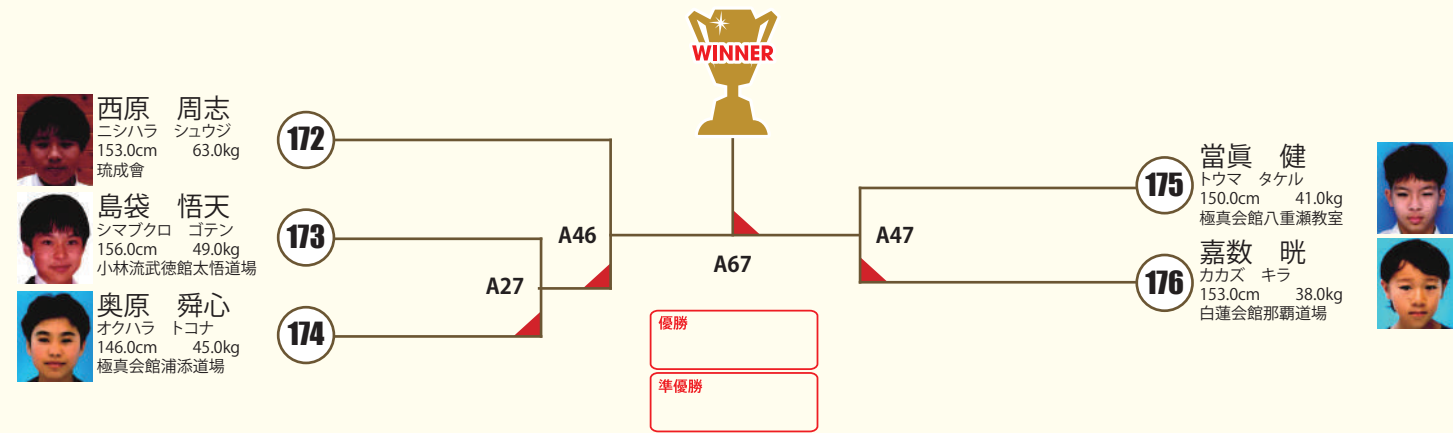 WINNER
西原　周志
ニシハラ　シュウジ
153.0cm　63.0kg
琉成會
172
島袋　悟天
シマブクロ　ゴテン
156.0cm　49.0kg
小林流武徳館太悟道場
173
奥原　舜心
オクハラ　トコナ
146.0cm　45.0kg
極真会館浦添道場
174
A27
A46
A67
A47
175
當眞　健
トウマ　タケル
150.0cm　41.0kg
極真会館八重瀬教室
176
嘉数　晄
カカズ　キラ
153.0cm　38.0kg
白蓮会館那覇道場
優勝
準優勝